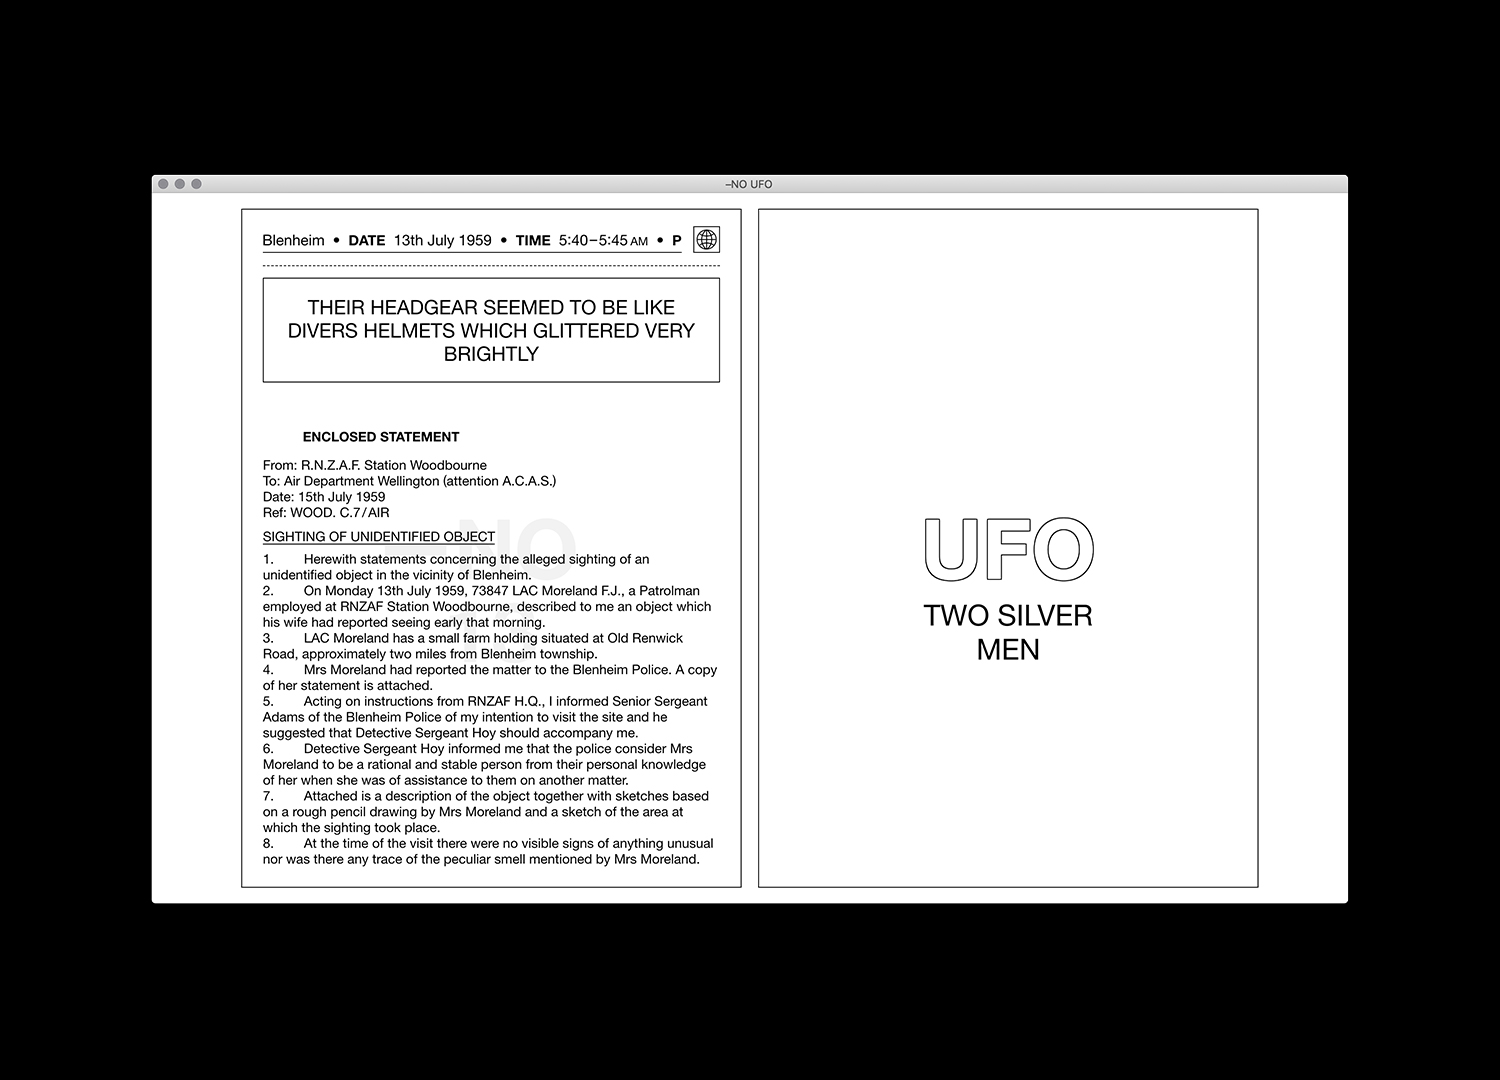 –NO UFO
Blenheim • DATE 13th July 1959 • TIME 5:40–5:45 AM • P
THEIR HEADGEAR SEEMED TO BE LIKE
DIVERS HELMETS WHICH GLITTERED VERY
BRIGHTLY
ENCLOSED STATEMENT
From: R.N.Z.A.F. Station Woodbourne
To: Air Department Wellington (attention A.C.A.S.)
Date: 15th July 1959
Ref: WOOD. C.7/AIR
–NO
SIGHTING OF UNIDENTIFIED OBJECT
1. Herewith statements concerning the alleged sighting of an
unidentified object in the vicinity of Blenheim.
2. On Monday 13th July 1959, 73847 LAC Moreland F.J., a Patrolman
employed at RNZAF Station Woodbourne, described to me an object which
his wife had reported seeing early that morning.
3. LAC Moreland has a small farm holding situated at Old Renwick
Road, approximately two miles from Blenheim township.
4. Mrs Moreland had reported the matter to the Blenheim Police. A copy
of her statement is attached.
5. Acting on instructions from RNZAF H.Q., I informed Senior Sergeant
Adams of the Blenheim Police of my intention to visit the site and he
suggested that Detective Sergeant Hoy should accompany me.
6. Detective Sergeant Hoy informed me that the police consider Mrs
Moreland to be a rational and stable person from their personal knowledge
of her when she was of assistance to them on another matter.
7. Attached is a description of the object together with sketches based
on a rough pencil drawing by Mrs Moreland and a sketch of the area at
which the sighting took place.
8. At the time of the visit there were no visible signs of anything unusual
nor was there any trace of the peculiar smell mentioned by Mrs Moreland.
UFO
TWO SILVER
MEN